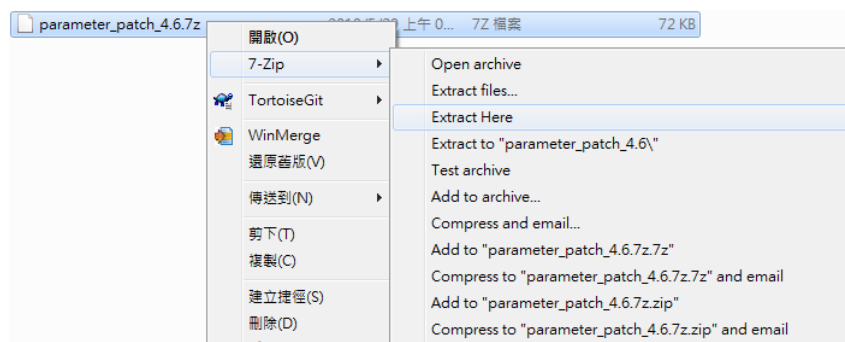 parameter_patch_4.6.7z 上午 0... 7Z 檔案 72 KB
開啟(O)
7-Zip
TortoiseGit
WinMerge
還原舊版(V)
傳送到(N)
剪下(T)
複製(C)
建立捷徑(S)
刪除(D)
Open archive
Extract files...
Extract Here
Extract to "parameter_patch_4.6\"
Test archive
Add to archive...
Compress and email...
Add to "parameter_patch_4.6.7z.7z"
Compress to "parameter_patch_4.6.7z.7z" and email
Add to "parameter_patch_4.6.7z.zip"
Compress to "parameter_patch_4.6.7z.zip" and email